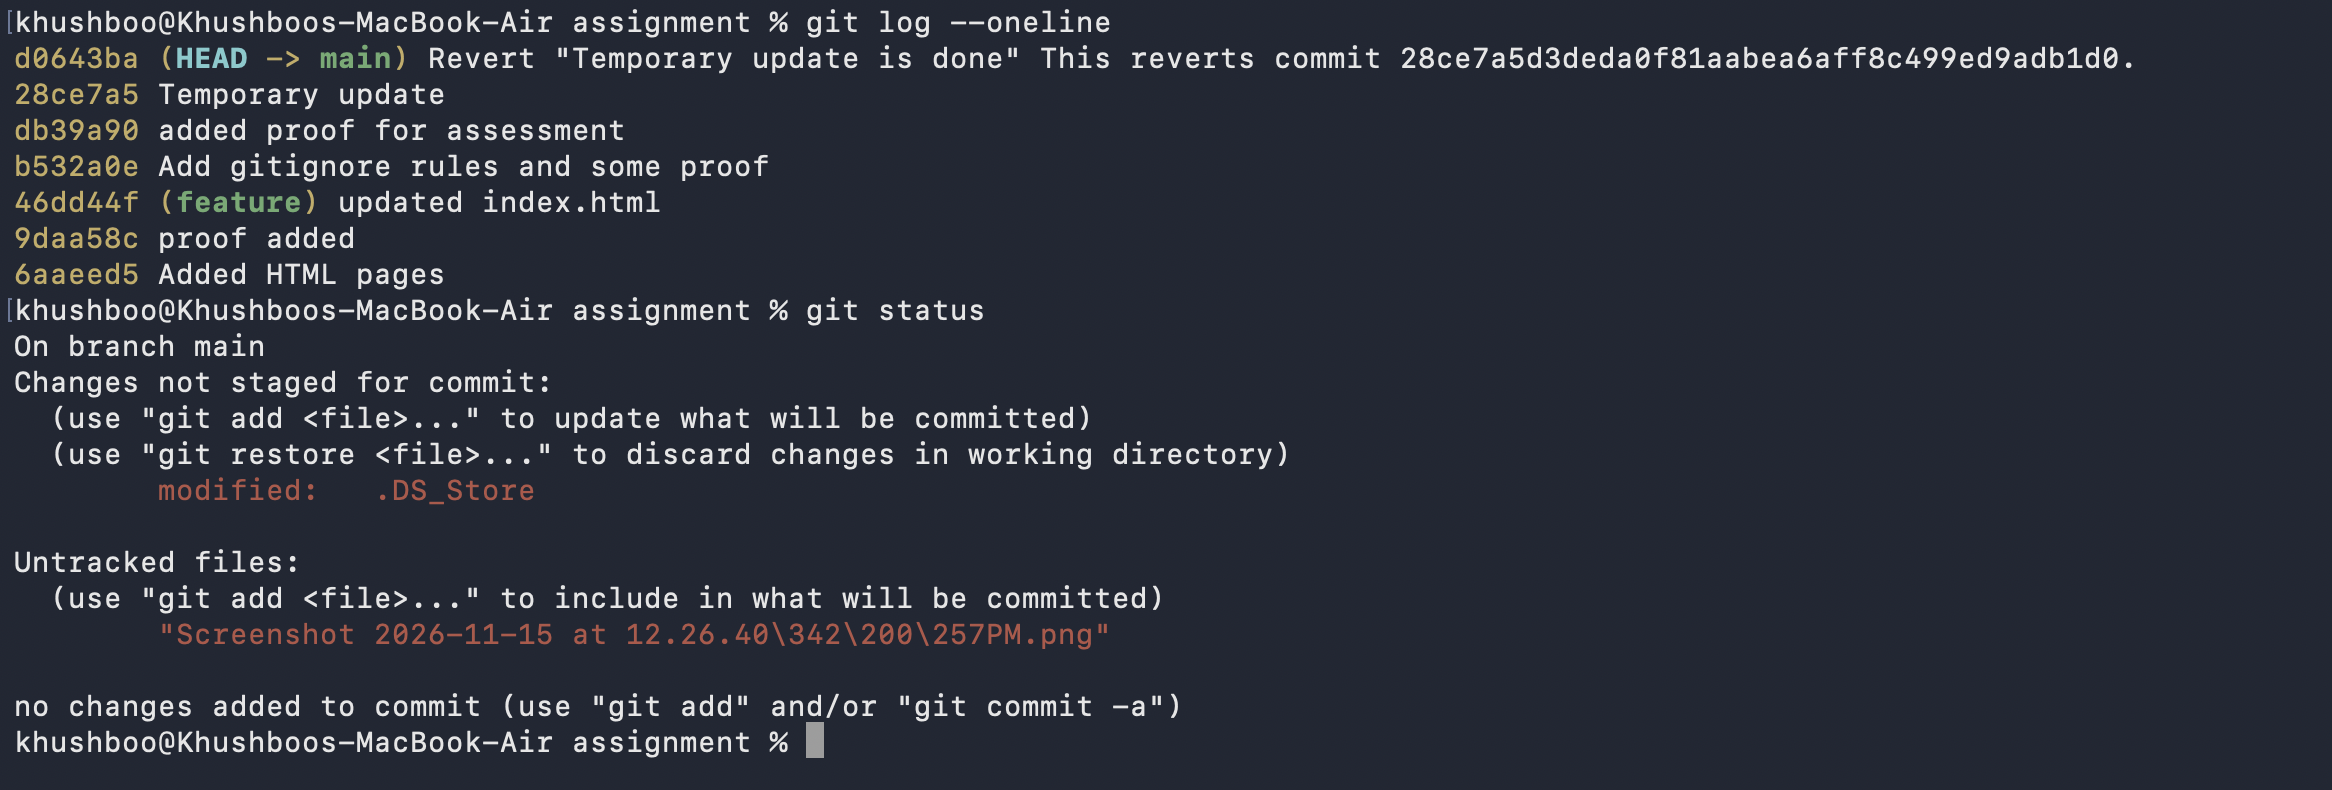 [khushboo@Khushboos-MacBook-Air assignment % git log --oneline
d0643ba (HEAD -> main) Revert "Temporary update is done" This reverts commit 28ce7a5d3deda0f81aabea6aff8c499ed9adb1d0.
28ce7a5 Temporary update
db39a90 added proof for assessment
b532a0e Add gitignore rules and some proof
46dd44f (feature) updated index.html
9daa58c proof added
6aaeed5 Added HTML pages
[khushboo@Khushboos-MacBook-Air assignment % git status
On branch main
Changes not staged for commit:
  (use "git add <file>..." to update what will be committed)
  (use "git restore <file>..." to discard changes in working directory)
        modified:   .DS_Store

Untracked files:
  (use "git add <file>..." to include in what will be committed)
        "Screenshot 2026-11-15 at 12.26.40\342\200\257PM.png"

no changes added to commit (use "git add" and/or "git commit -a")
khushboo@Khushboos-MacBook-Air assignment %